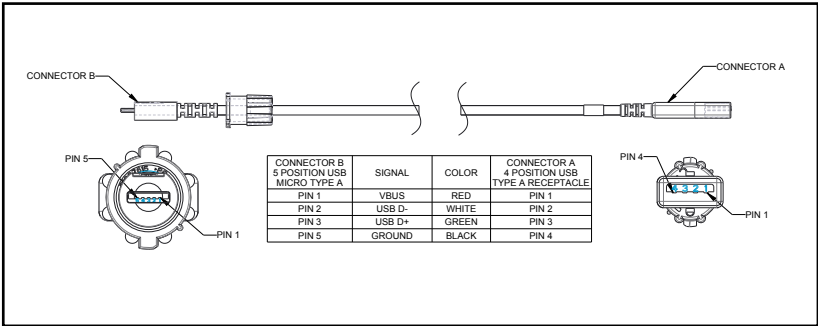 CONNECTOR B
CONNECTOR A
PIN 5
PIN 1
CONNECTOR B
5 POSITION USB
MICRO TYPE A
SIGNAL
COLOR
CONNECTOR A
4 POSITION USB
TYPE A RECEPTACLE
PIN 1 VBUS RED PIN 1
PIN 2 USB D- WHITE PIN 2
PIN 3 USB D+ GREEN PIN 3
PIN 5 GROUND BLACK PIN 4
PIN 4
4 3 2 1
PIN 1